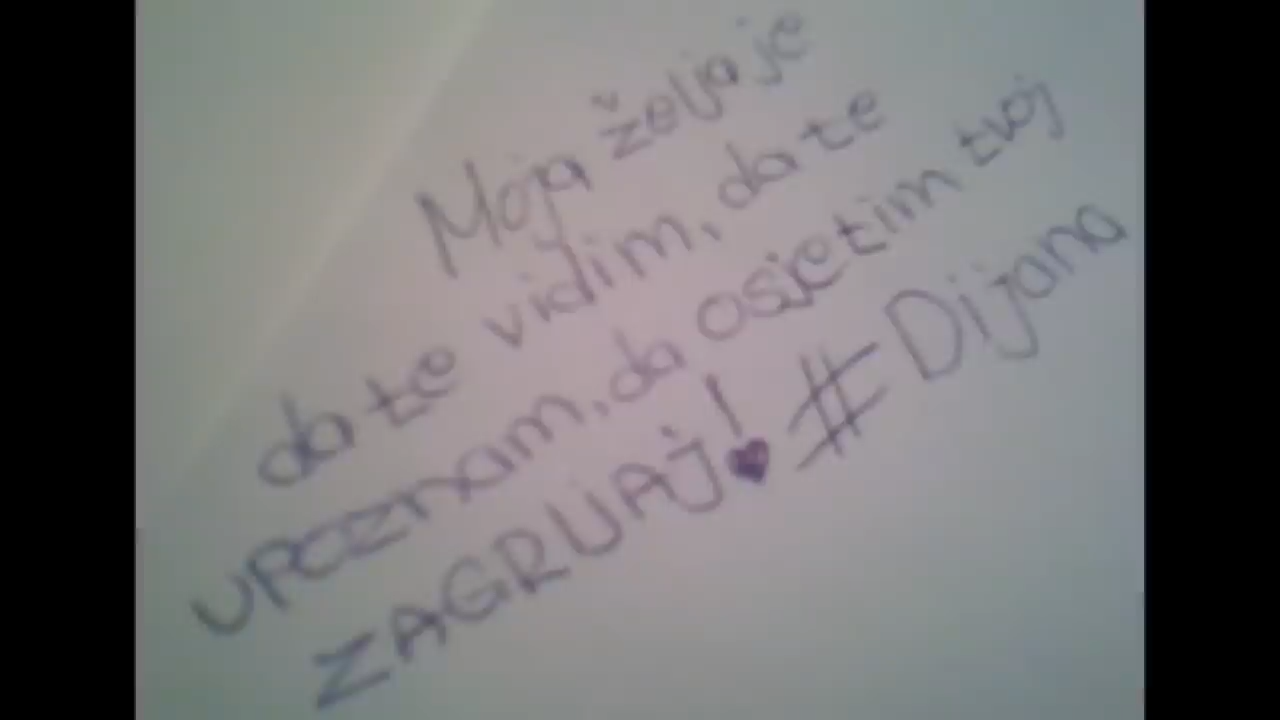 Moja želja je
da te vidim, da te
upoznam, da osjetim tvoj
ZAGRLJAJ! #Dijana